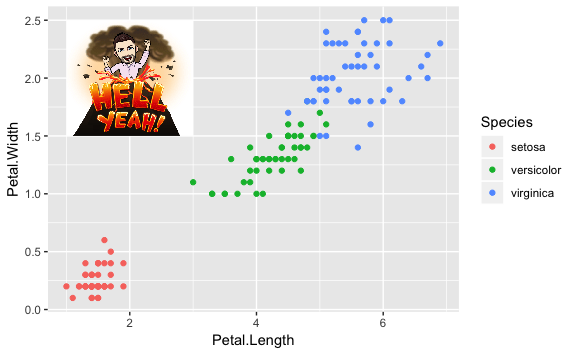 2.5
2.0
1.5
1.0
0.5
0.0
Petal.Width
HELL
YEAH!
2
4
6
Petal.Length
Species
setosa
versicolor
virginica